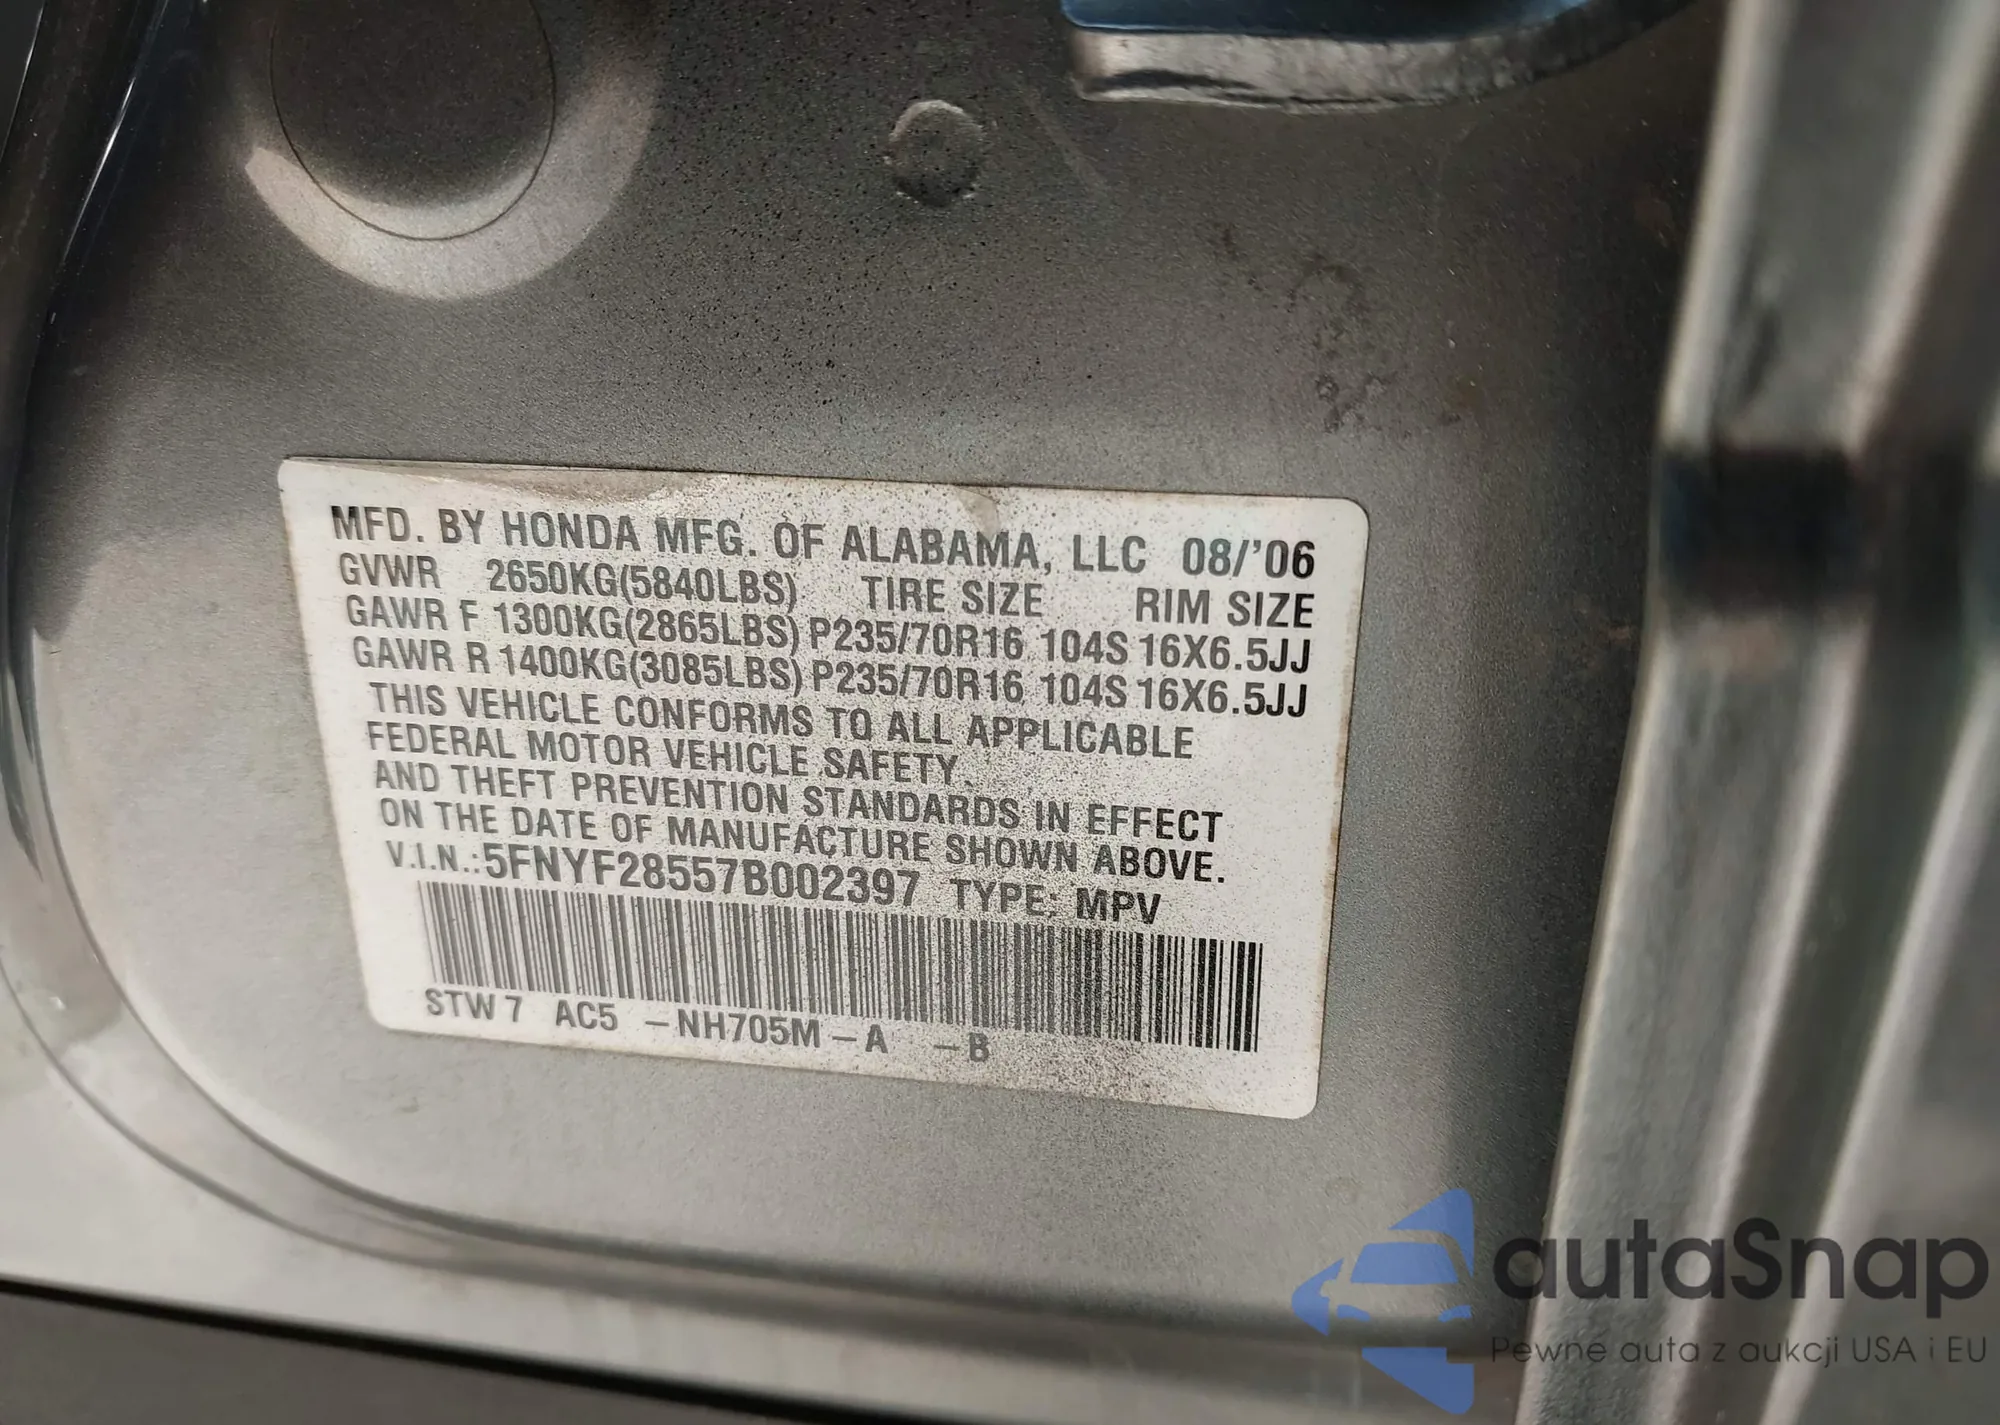 MFD. BY HONDA MFG. OF ALABAMA, LLC 08/'06
GVWR 2650KG(5840LBS) TIRE SIZE RIM SIZE
GAWR F 1300KG(2865LBS) P235/70R16 104S 16X6.5JJ
GAWR R 1400KG(3085LBS) P235/70R16 104S 16X6.5JJ
THIS VEHICLE CONFORMS TO ALL APPLICABLE
FEDERAL MOTOR VEHICLE SAFETY
AND THEFT PREVENTION STANDARDS IN EFFECT
ON THE DATE OF MANUFACTURE SHOWN ABOVE.
V.I.N.:5FNYF28557B002397 TYPE: MPV
STW 7 AC5 –NH705M–A –B
autaSnap
Pewne auta z aukcji USA i EU